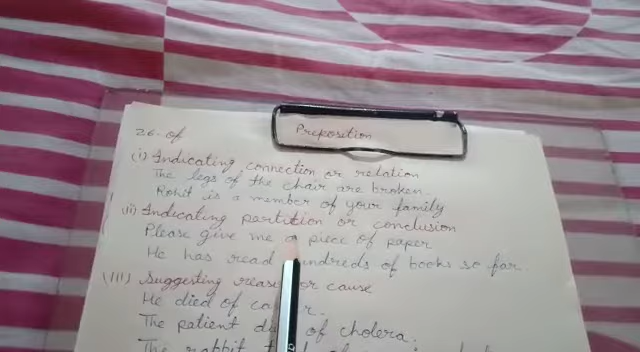 Preposition
26. of
(i) Indicating connection or relation
The legs of the chair are broken.
Rohit is a member of your family
(ii) Indicating partition or conclusion
Please give me a piece of paper
He has read hundreds of books so far.
(III) Suggesting or cause
He died of
The patient of cholera.
The rabbit